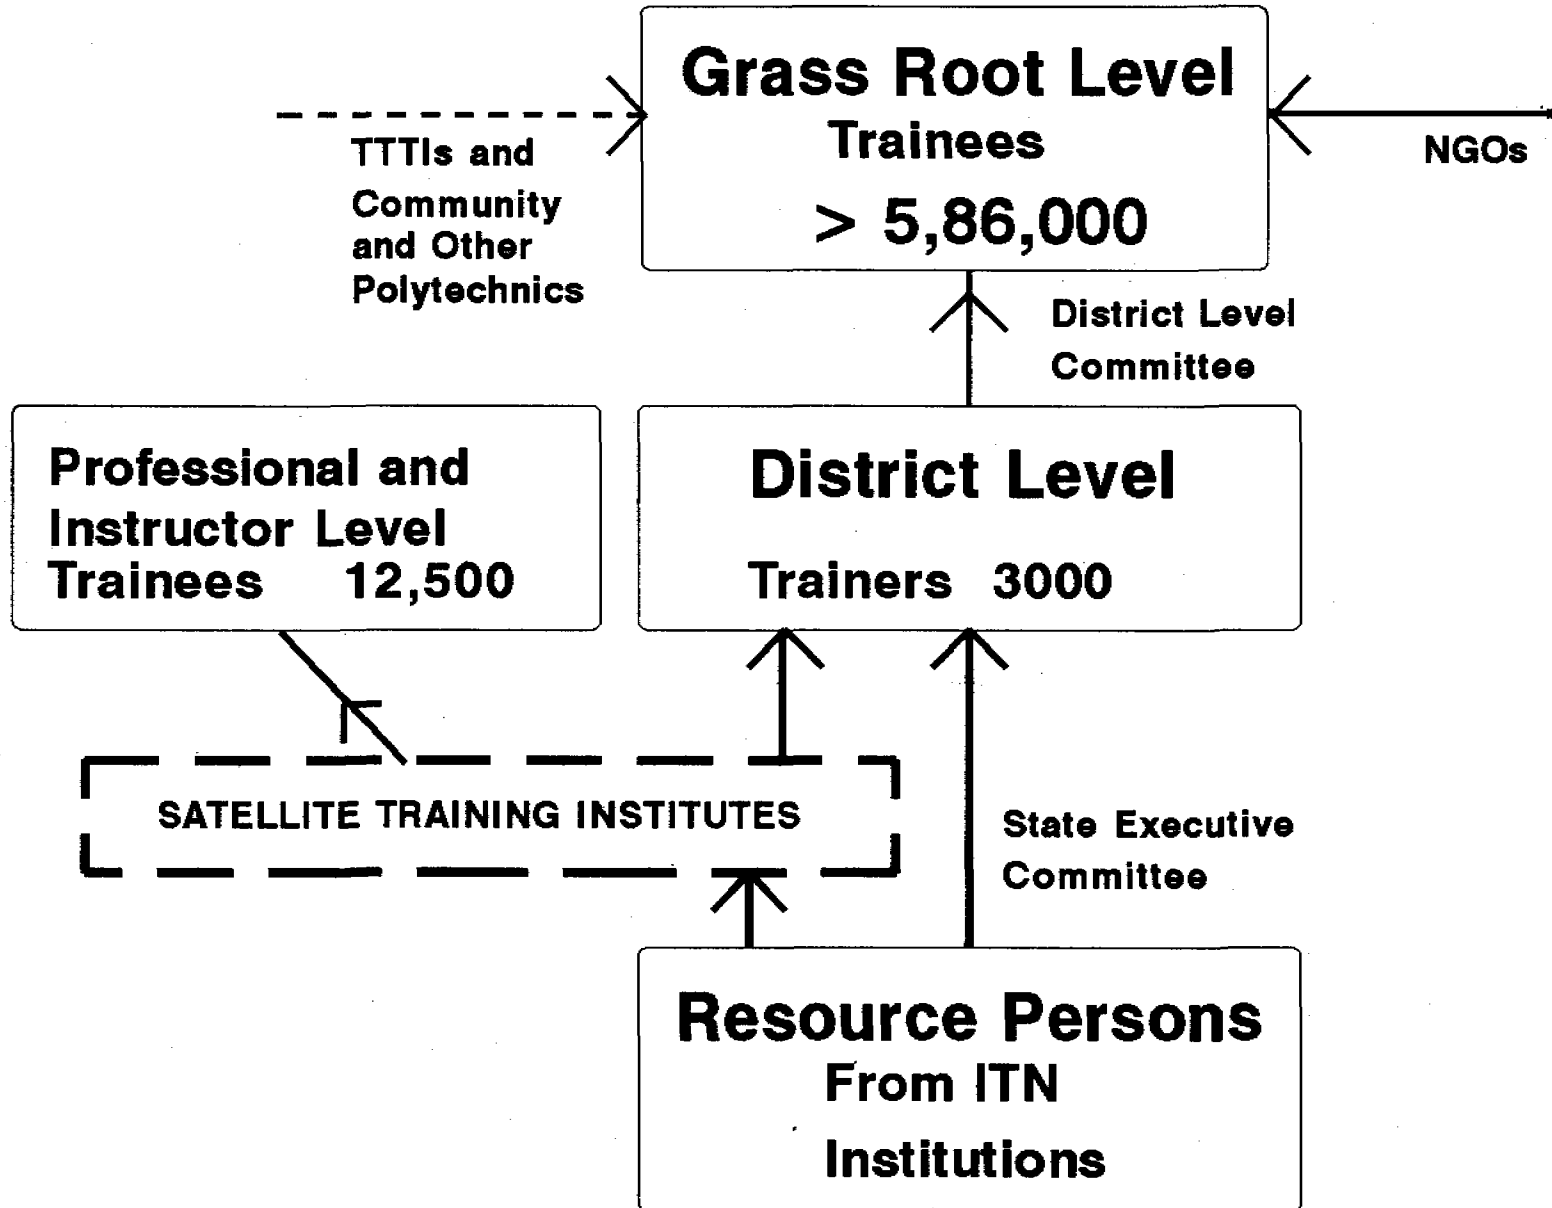 Grass Root Level
Trainees
> 5,86,000
TTTIs and
Community
and Other
Polytechnics
NGOs
District Level
Committee
Professional and
Instructor Level
Trainees 12,500
District Level
Trainers 3000
SATELLITE TRAINING INSTITUTES
State Executive
Committee
Resource Persons
From ITN
Institutions